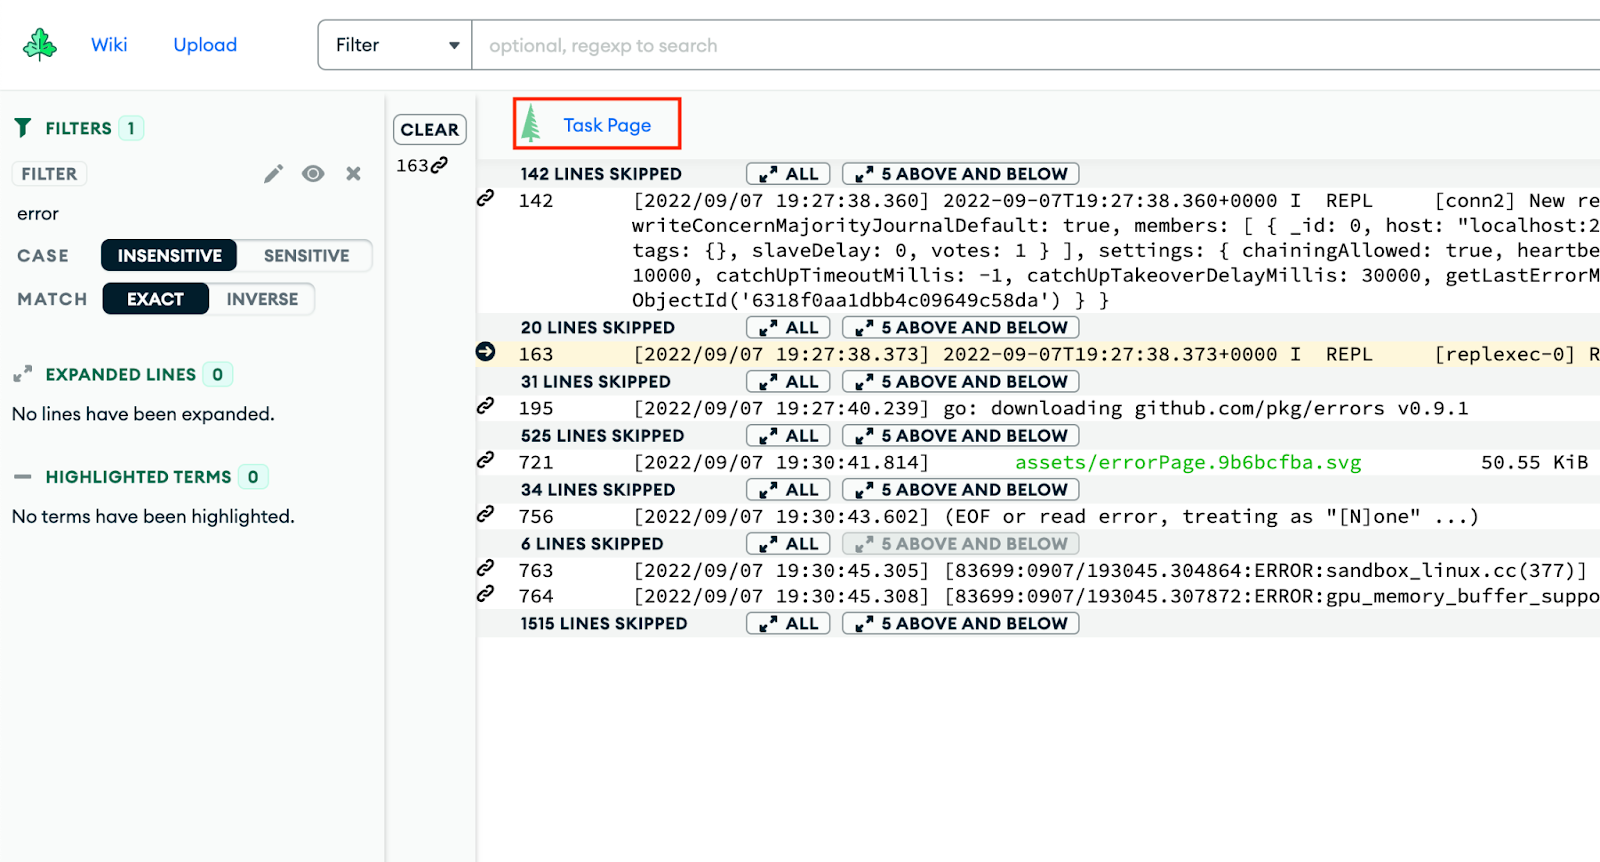 Wiki
Upload
Filter
optional, regexp to search
FILTERS 1
FILTER
error
CASE INSENSITIVE SENSITIVE
MATCH EXACT INVERSE
EXPANDED LINES 0
No lines have been expanded.
HIGHLIGHTED TERMS 0
No terms have been highlighted.
CLEAR
163
Task Page
142 LINES SKIPPED ALL 5 ABOVE AND BELOW
142 [2022/09/07 19:27:38.360] 2022-09-07T19:27:38.360+0000 I REPL [conn2] New re
writeConcernMajorityJournalDefault: true, members: [ { _id: 0, host: "localhost:2
tags: {}, slaveDelay: 0, votes: 1 } ], settings: { chainingAllowed: true, heartbe
10000, catchUpTimeoutMillis: -1, catchUpTakeoverDelayMillis: 30000, getLastErrorM
ObjectId('6318f0aa1dbb4c09649c58da') } }
20 LINES SKIPPED ALL 5 ABOVE AND BELOW
163 [2022/09/07 19:27:38.373] 2022-09-07T19:27:38.373+0000 I REPL [replexec-0] R
31 LINES SKIPPED ALL 5 ABOVE AND BELOW
195 [2022/09/07 19:27:40.239] go: downloading github.com/pkg/errors v0.9.1
525 LINES SKIPPED ALL 5 ABOVE AND BELOW
721 [2022/09/07 19:30:41.814] assets/errorPage.9b6bcfba.svg 50.55 KiB
34 LINES SKIPPED ALL 5 ABOVE AND BELOW
756 [2022/09/07 19:30:43.602] (EOF or read error, treating as "[N]one" ...)
6 LINES SKIPPED ALL 5 ABOVE AND BELOW
763 [2022/09/07 19:30:45.305] [83699:0907/193045.304864:ERROR:sandbox_linux.cc(377)]
764 [2022/09/07 19:30:45.308] [83699:0907/193045.307872:ERROR:gpu_memory_buffer_suppo
1515 LINES SKIPPED ALL 5 ABOVE AND BELOW